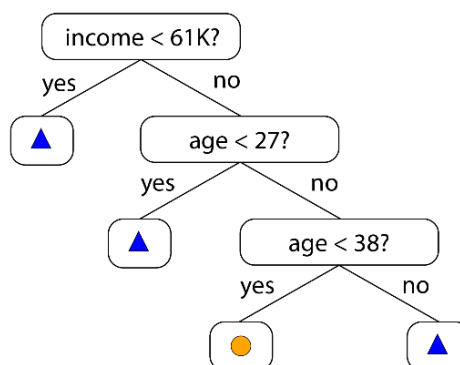 income < 61K?
yes
no
age < 27?
yes
no
age < 38?
yes
no